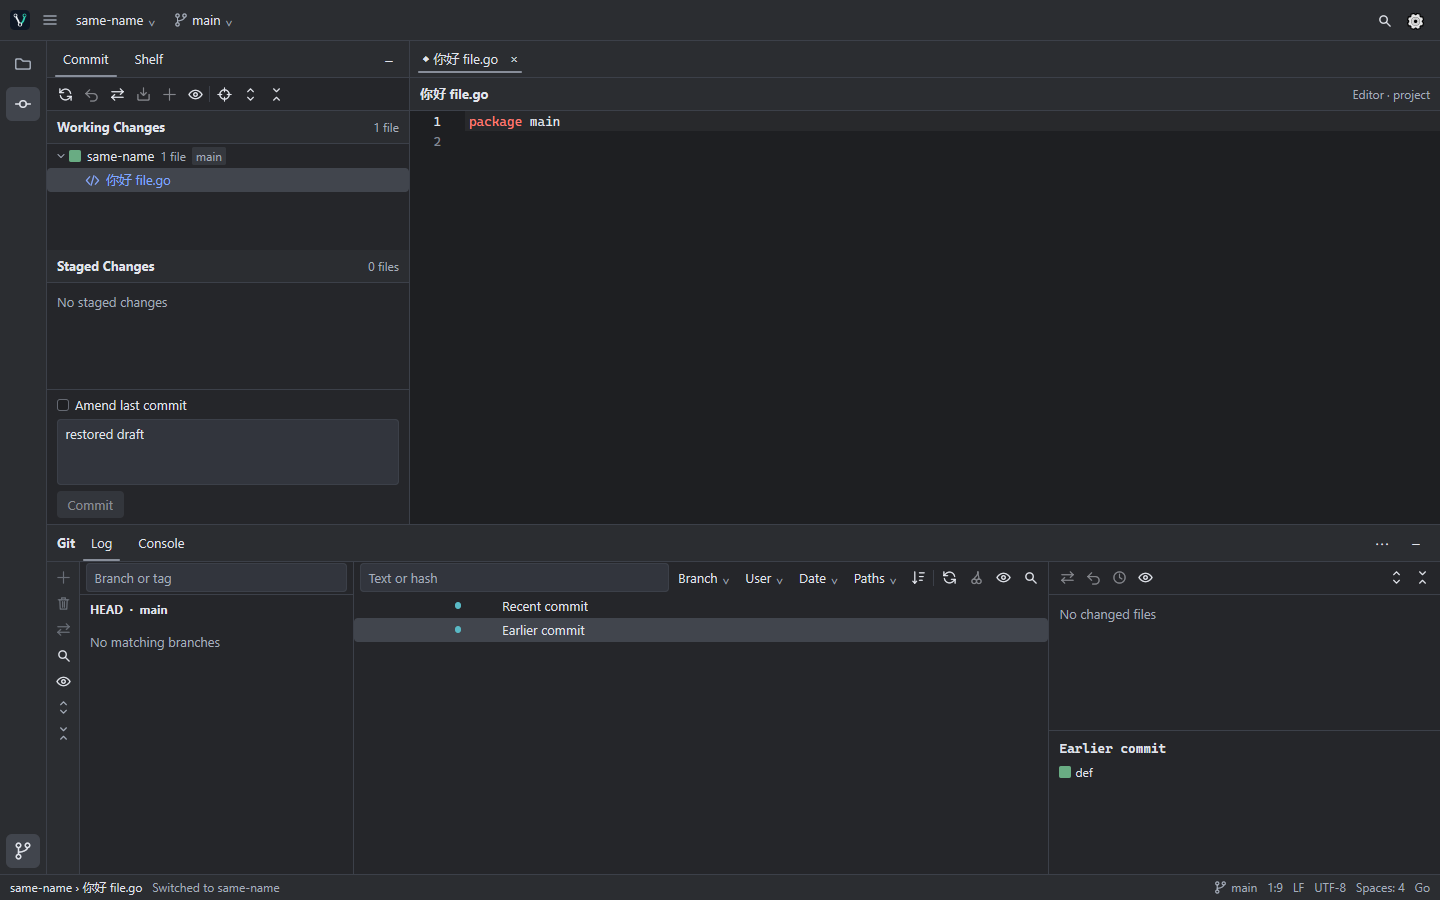 same-name main
Commit Shelf
你好 file.go
你好 file.go
Editor · project
Working Changes 1 file
same-name 1 file main
你好 file.go
1 package main
2
Staged Changes 0 files
No staged changes
Amend last commit
restored draft
Commit
Git Log Console
Branch or tag
HEAD · main
No matching branches
Text or hash Branch User Date Paths
Recent commit
Earlier commit
No changed files
Earlier commit
def
same-name › 你好 file.go Switched to same-name
main 1:9 LF UTF-8 Spaces: 4 Go